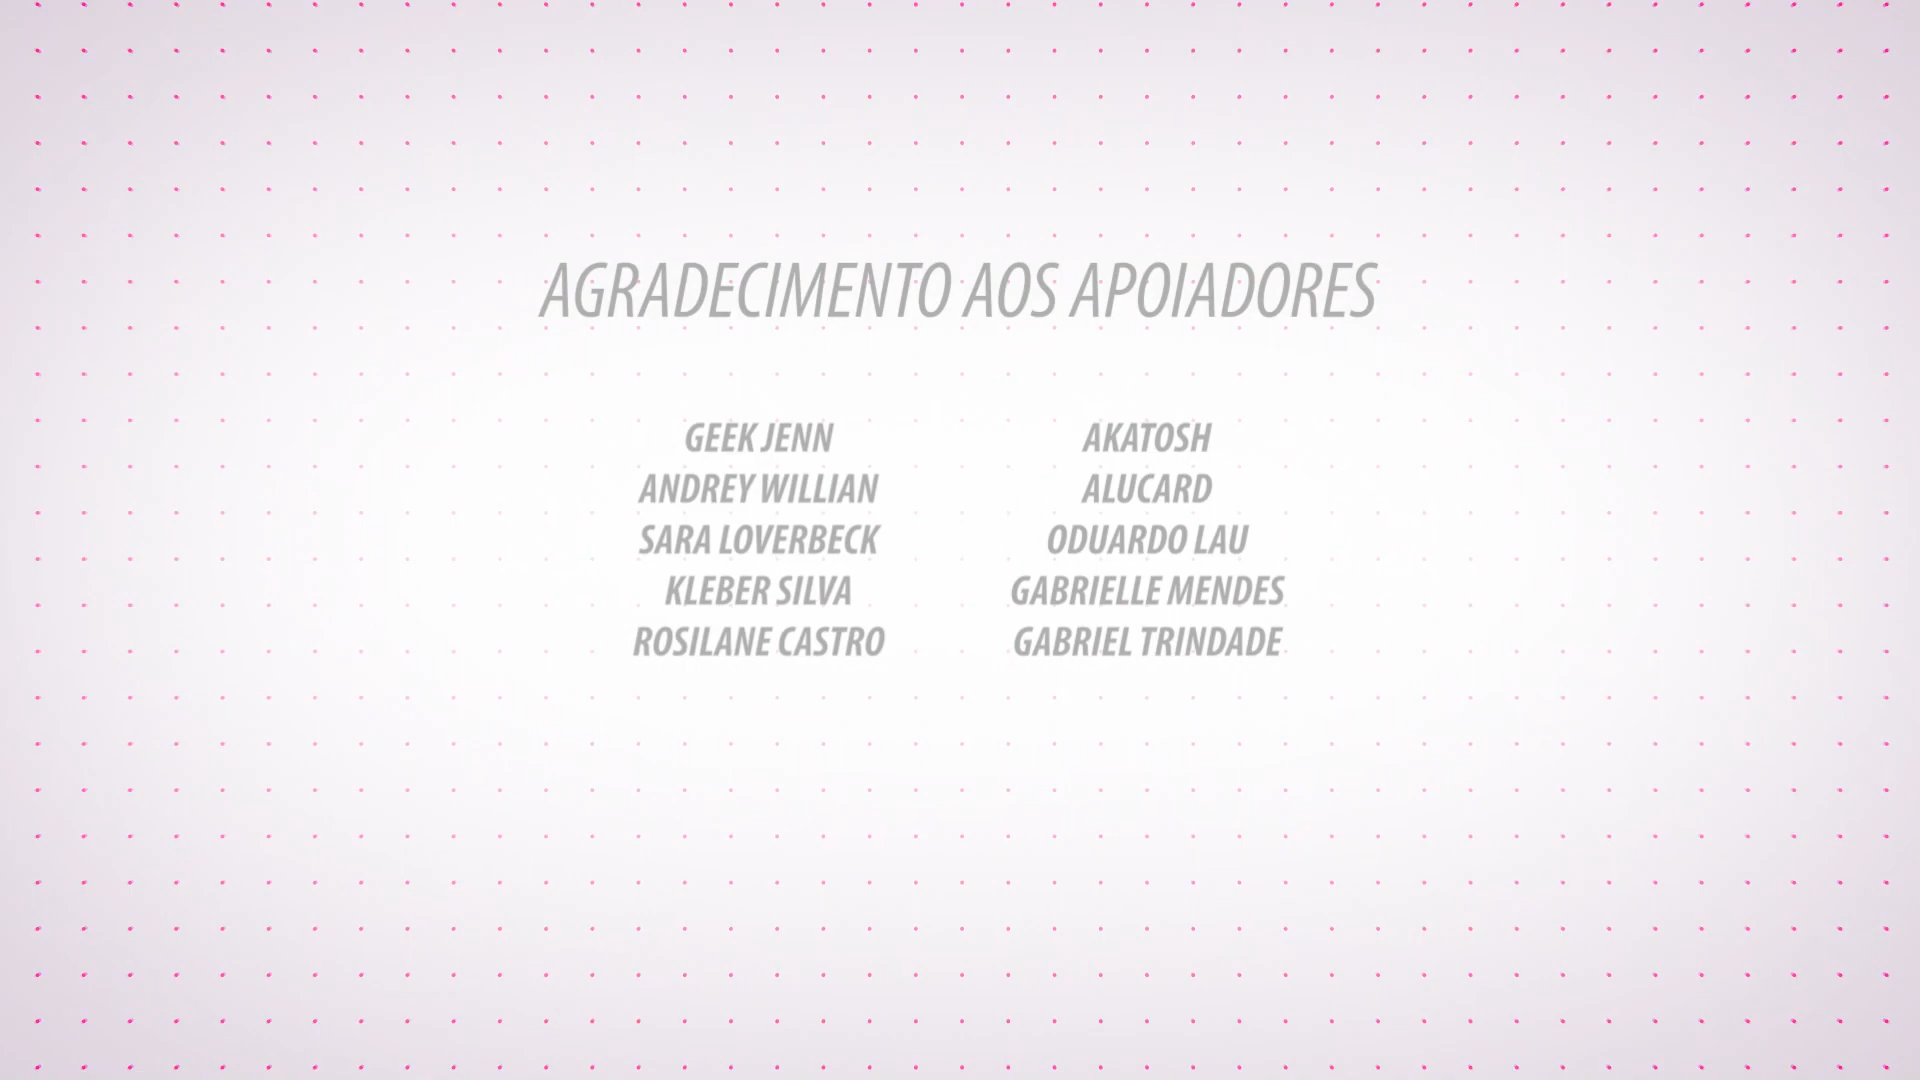 AGRADECIMENTO AOS APOIADORES
GEEK JENN
ANDREY WILLIAN
SARA LOVERBECK
KLEBER SILVA
ROSILANE CASTRO
AKATOSH
ALUCARD
ODUARDO LAU
GABRIELLE MENDES
GABRIEL TRINDADE